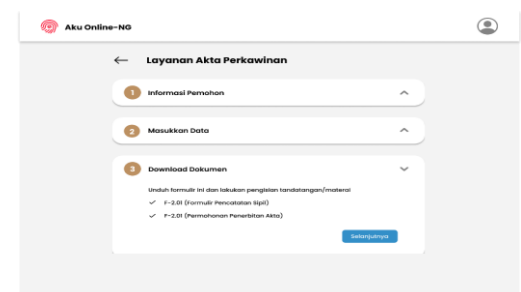 Aku Online-NG
Layanan Akta Perkawinan
1 Informasi Pemohon
2 Masukkan Data
3 Download Dokumen
Unduh formulir ini dan lakukan pengisian tandatangan/materai
F-2.01 (Formulir Pencatatan Sipil)
F-2.01 (Permohonan Penerbitan Akta)
Selanjutnya